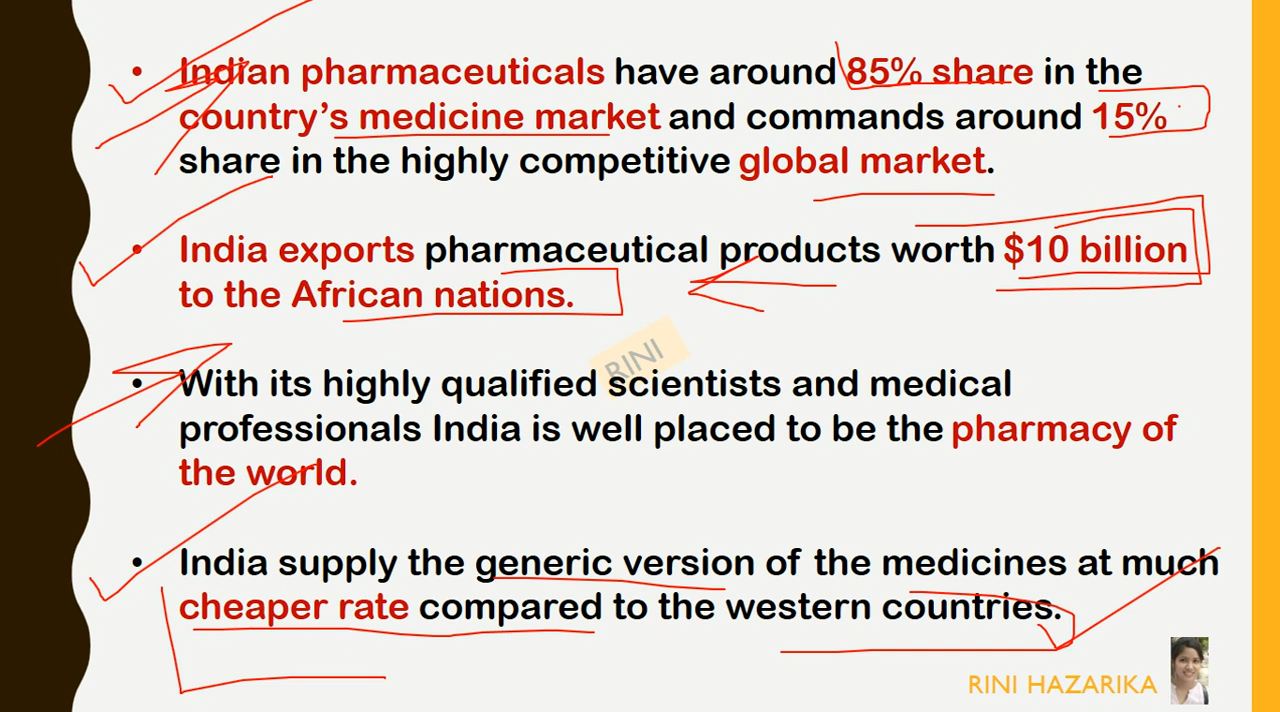 • Indian pharmaceuticals have around 85% share in the
country's medicine market and commands around 15%
share in the highly competitive global market.
• India exports pharmaceutical products worth $10 billion
to the African nations.
RINI
• With its highly qualified scientists and medical
professionals India is well placed to be the pharmacy of
the world.
• India supply the generic version of the medicines at much
cheaper rate compared to the western countries.
RINI HAZARIKA